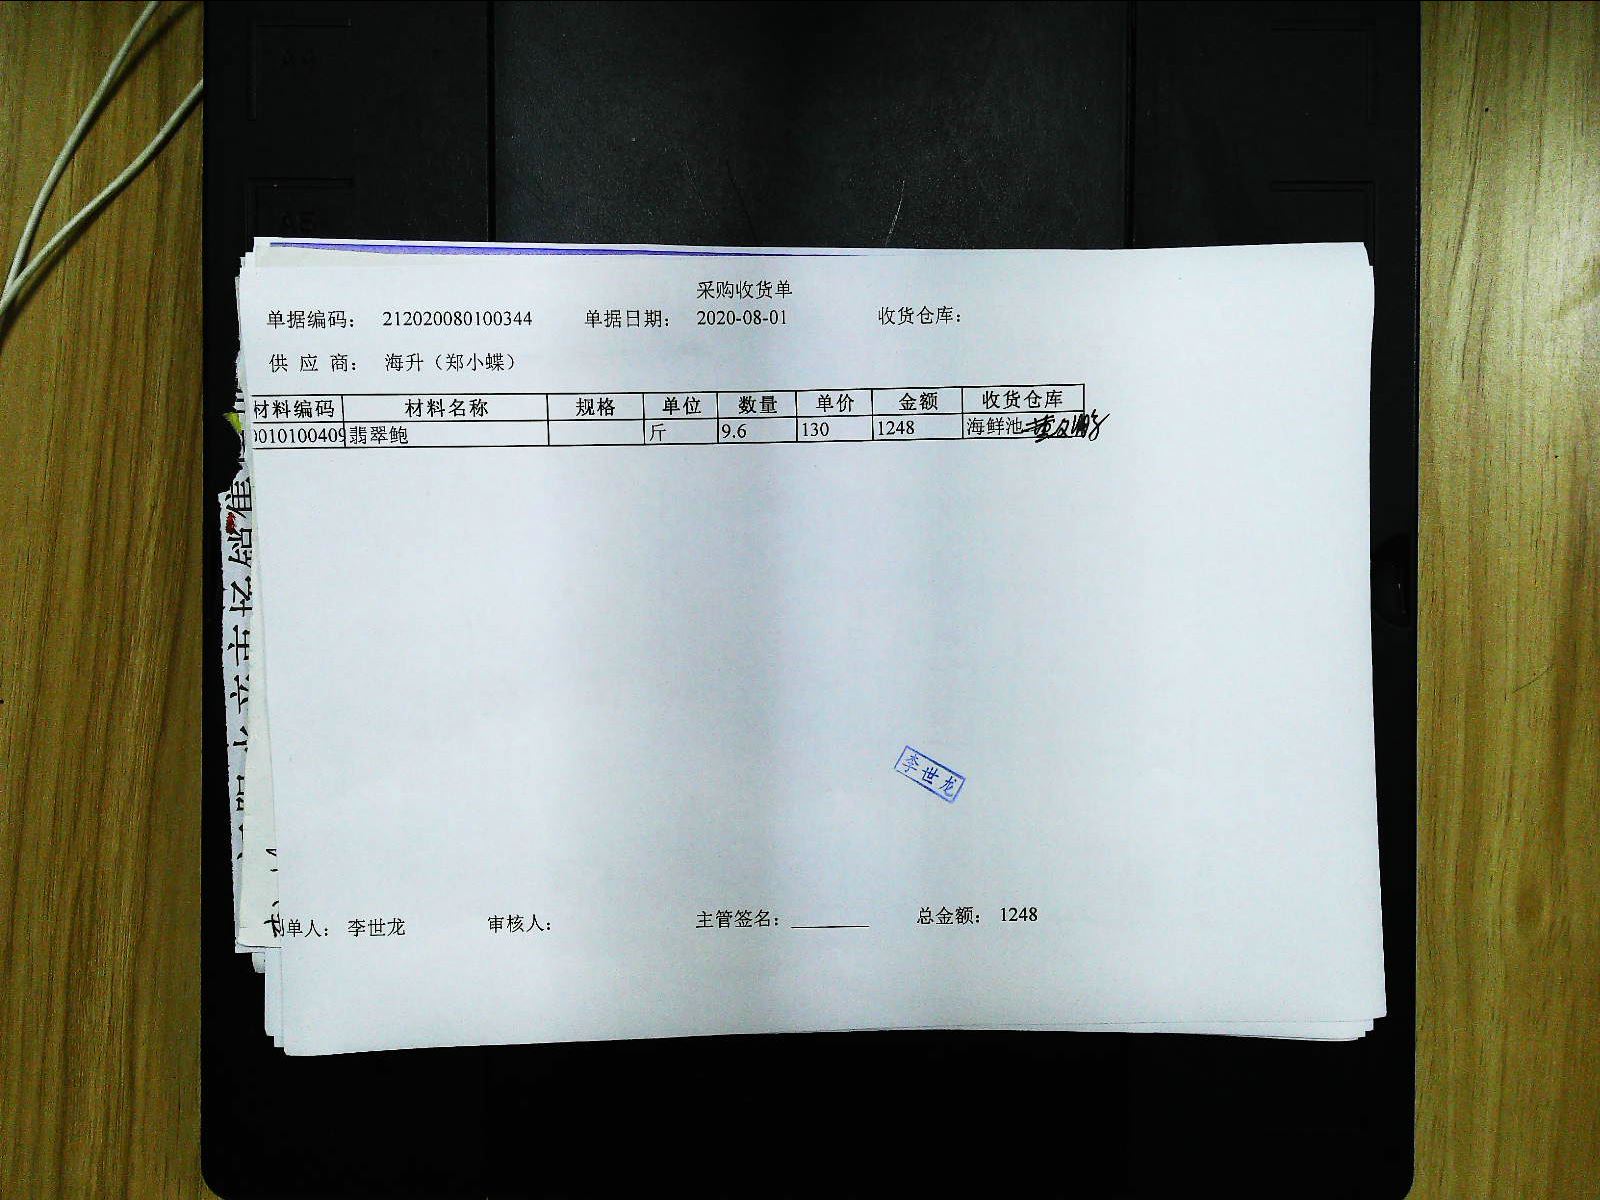 采购收货单
单据编码： 212020080100344 单据日期： 2020-08-01 收货仓库：
供 应 商： 海升（郑小蝶）
材料编码 材料名称 规格 单位 数量 单价 金额 收货仓库
010100409 翡翠鲍 斤 9.6 130 1248 海鲜池
李世龙
单人： 李世龙 审核人： 主管签名： 总金额： 1248